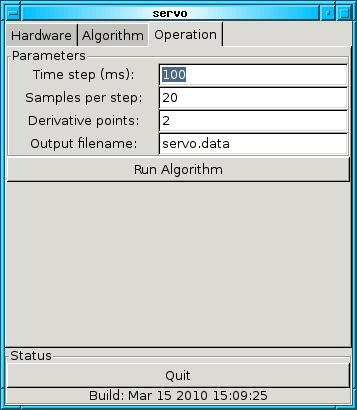 servo
Hardware Algorithm Operation
Parameters
Time step (ms): 100
Samples per step: 20
Derivative points: 2
Output filename: servo.data
Run Algorithm
Status
Quit
Build: Mar 15 2010 15:09:25